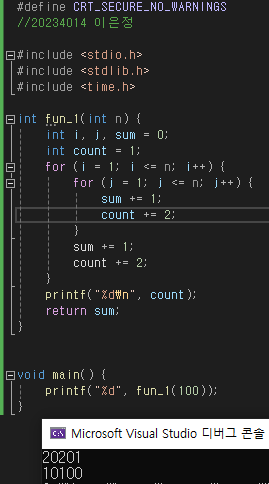 #define CRT_SECURE_NO_WARNINGS
//20234014 이은정
#include <stdio.h>
#include <stdlib.h>
#include <time.h>
int fun_1(int n) {
int i, j, sum = 0;
int count = 1;
for (i = 1; i <= n; i++) {
for (j = 1; j <= n; j++) {
sum += 1;
count += 2;
}
sum += 1;
count += 2;
}
printf("%d₩n", count);
return sum;
}
void main() {
printf("%d", fun_1(100));
}
Microsoft Visual Studio 디버그 콘솔
20201
10100